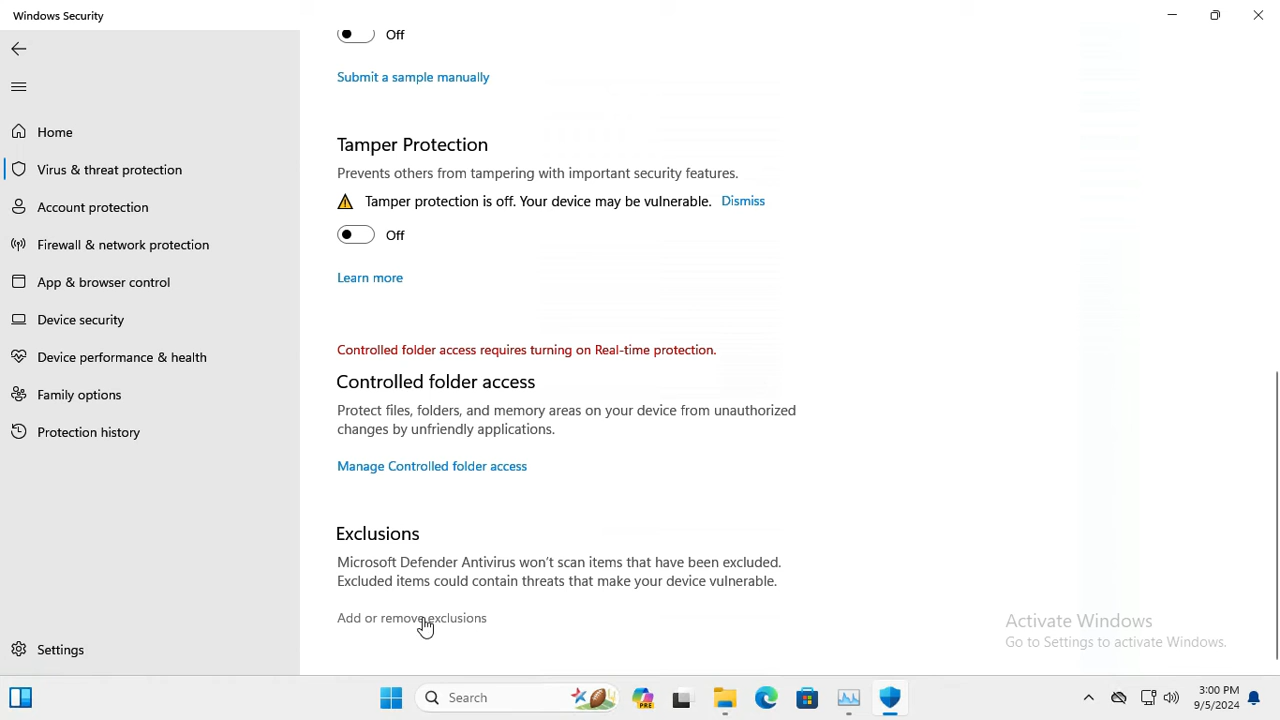 Windows Security
Off
Submit a sample manually
Home
Virus & threat protection
Account protection
Firewall & network protection
App & browser control
Device security
Device performance & health
Family options
Protection history
Settings
Tamper Protection
Prevents others from tampering with important security features.
Tamper protection is off. Your device may be vulnerable. Dismiss
Off
Learn more
Controlled folder access requires turning on Real-time protection.
Controlled folder access
Protect files, folders, and memory areas on your device from unauthorized
changes by unfriendly applications.
Manage Controlled folder access
Exclusions
Microsoft Defender Antivirus won't scan items that have been excluded.
Excluded items could contain threats that make your device vulnerable.
Add or remove exclusions
Activate Windows
Go to Settings to activate Windows.
Search
PRE
3:00 PM
9/5/2024